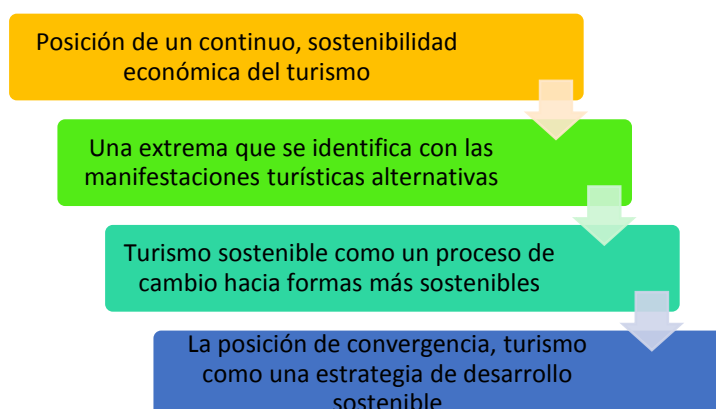 Posición de un continuo, sostenibilidad
económica del turismo
Una extrema que se identifica con las
manifestaciones turísticas alternativas
Turismo sostenible como un proceso de
cambio hacia formas más sostenibles
La posición de convergencia, turismo
como una estrategia de desarrollo
sostenible